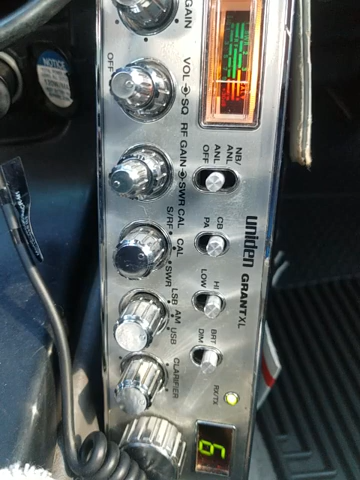 NOTICE
GAIN
OFF
VOL SQ
RF GAIN SWR CAL
S/RF CAL SWR
LSB AM USB
CLARIFIER
NB/
ANL
ANL
OFF
CB
PA
HI
LOW
BRT
DIM
RX/TX
uniden GRANT XL